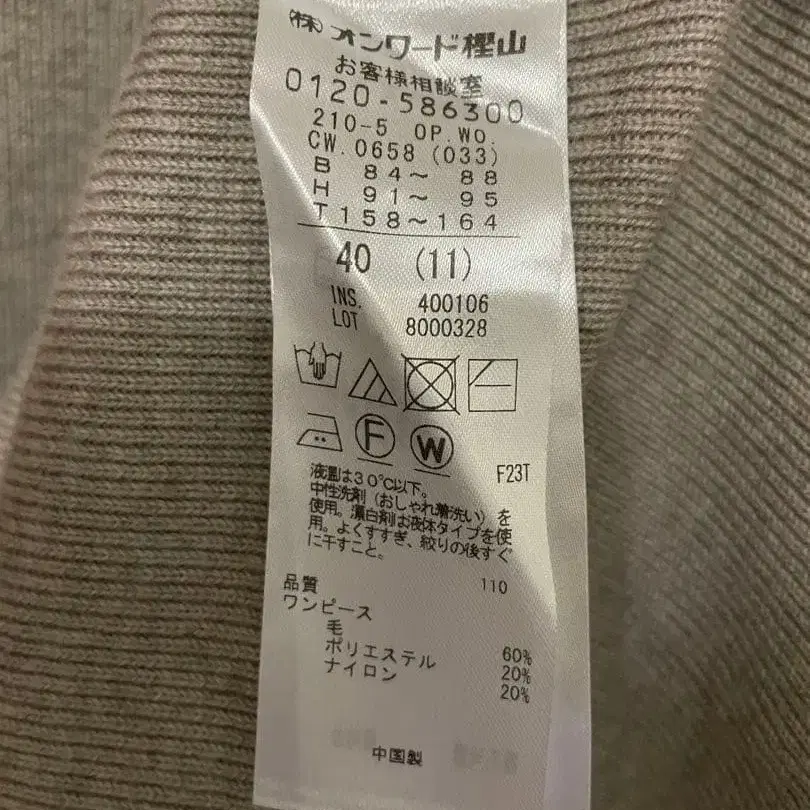 (株)オンワード樫山
お客様相談室
0120-586300
210-5 OP.WO.
CW.0658 (033)
B 84～ 88
H 91～ 95
T 158～164
40 (11)
INS. 400106
LOT 8000328
F W F23T
液温は30℃以下。
中性洗剤（おしゃれ着洗い）を
使用。漂白剤は液体タイプを使
用。よくすすぎ、絞りの後すぐ
に干すこと。
品質 110
ワンピース
毛 60%
ポリエステル 20%
ナイロン 20%
中国製